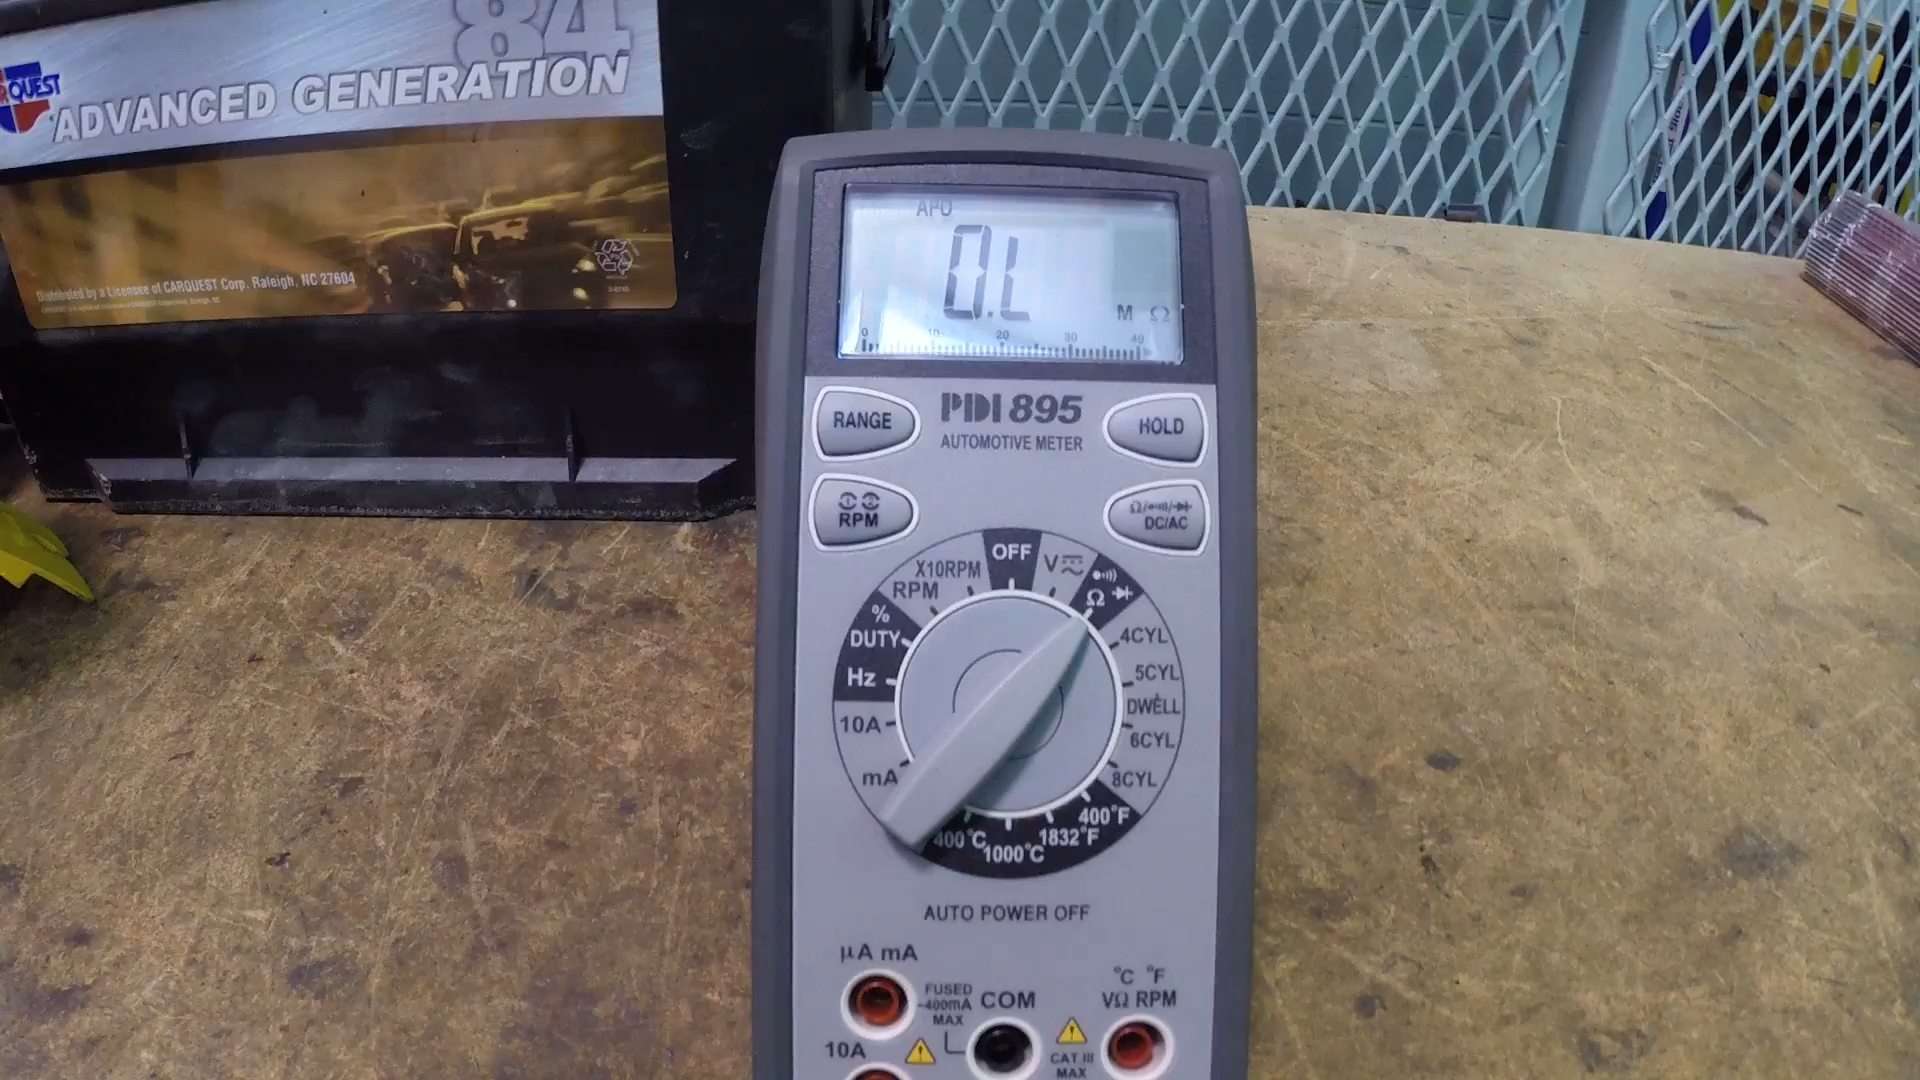 84
QUEST
ADVANCED GENERATION
Distributed by a Licensee of CARQUEST Corp. Raleigh, NC 27604
APO
0.L
M Ω
0 10 20 30 40
RANGE
PDI 895
HOLD
AUTOMOTIVE METER
RPM
DC/AC
OFF
V
X10RPM
RPM
Ω
%
DUTY
4CYL
Hz
5CYL
DWELL
10A
6CYL
mA
8CYL
400°F
400°C
1832°F
1000°C
AUTO POWER OFF
µA mA
°C °F
FUSED
400mA
MAX
COM
VΩ RPM
10A
CAT III
MAX